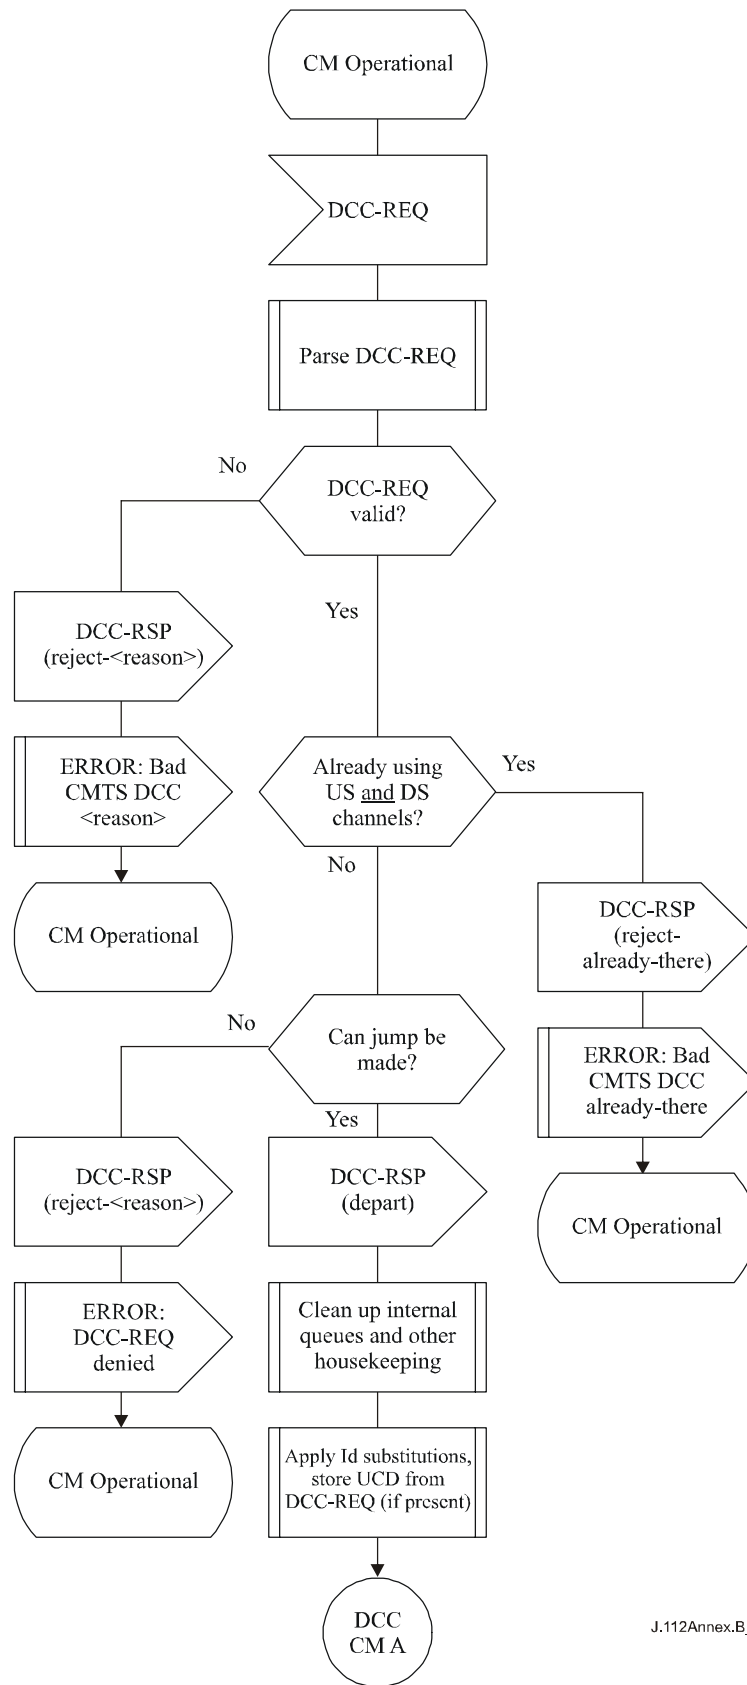 CM Operational
DCC-REQ
Parse DCC-REQ
No
DCC-REQ
valid?
Yes
DCC-RSP
(reject-<reason>)
ERROR: Bad
CMTS DCC
<reason>
CM Operational
Already using
US and DS
channels?
Yes
No
DCC-RSP
(reject-
already-there)
ERROR: Bad
CMTS DCC
already-there
CM Operational
No
Can jump be
made?
Yes
DCC-RSP
(reject-<reason>)
ERROR:
DCC-REQ
denied
CM Operational
DCC-RSP
(depart)
Clean up internal
queues and other
housekeeping
Apply Id substitutions,
store UCD from
DCC-REQ (if present)
DCC
CM A
J.112Annex.B_